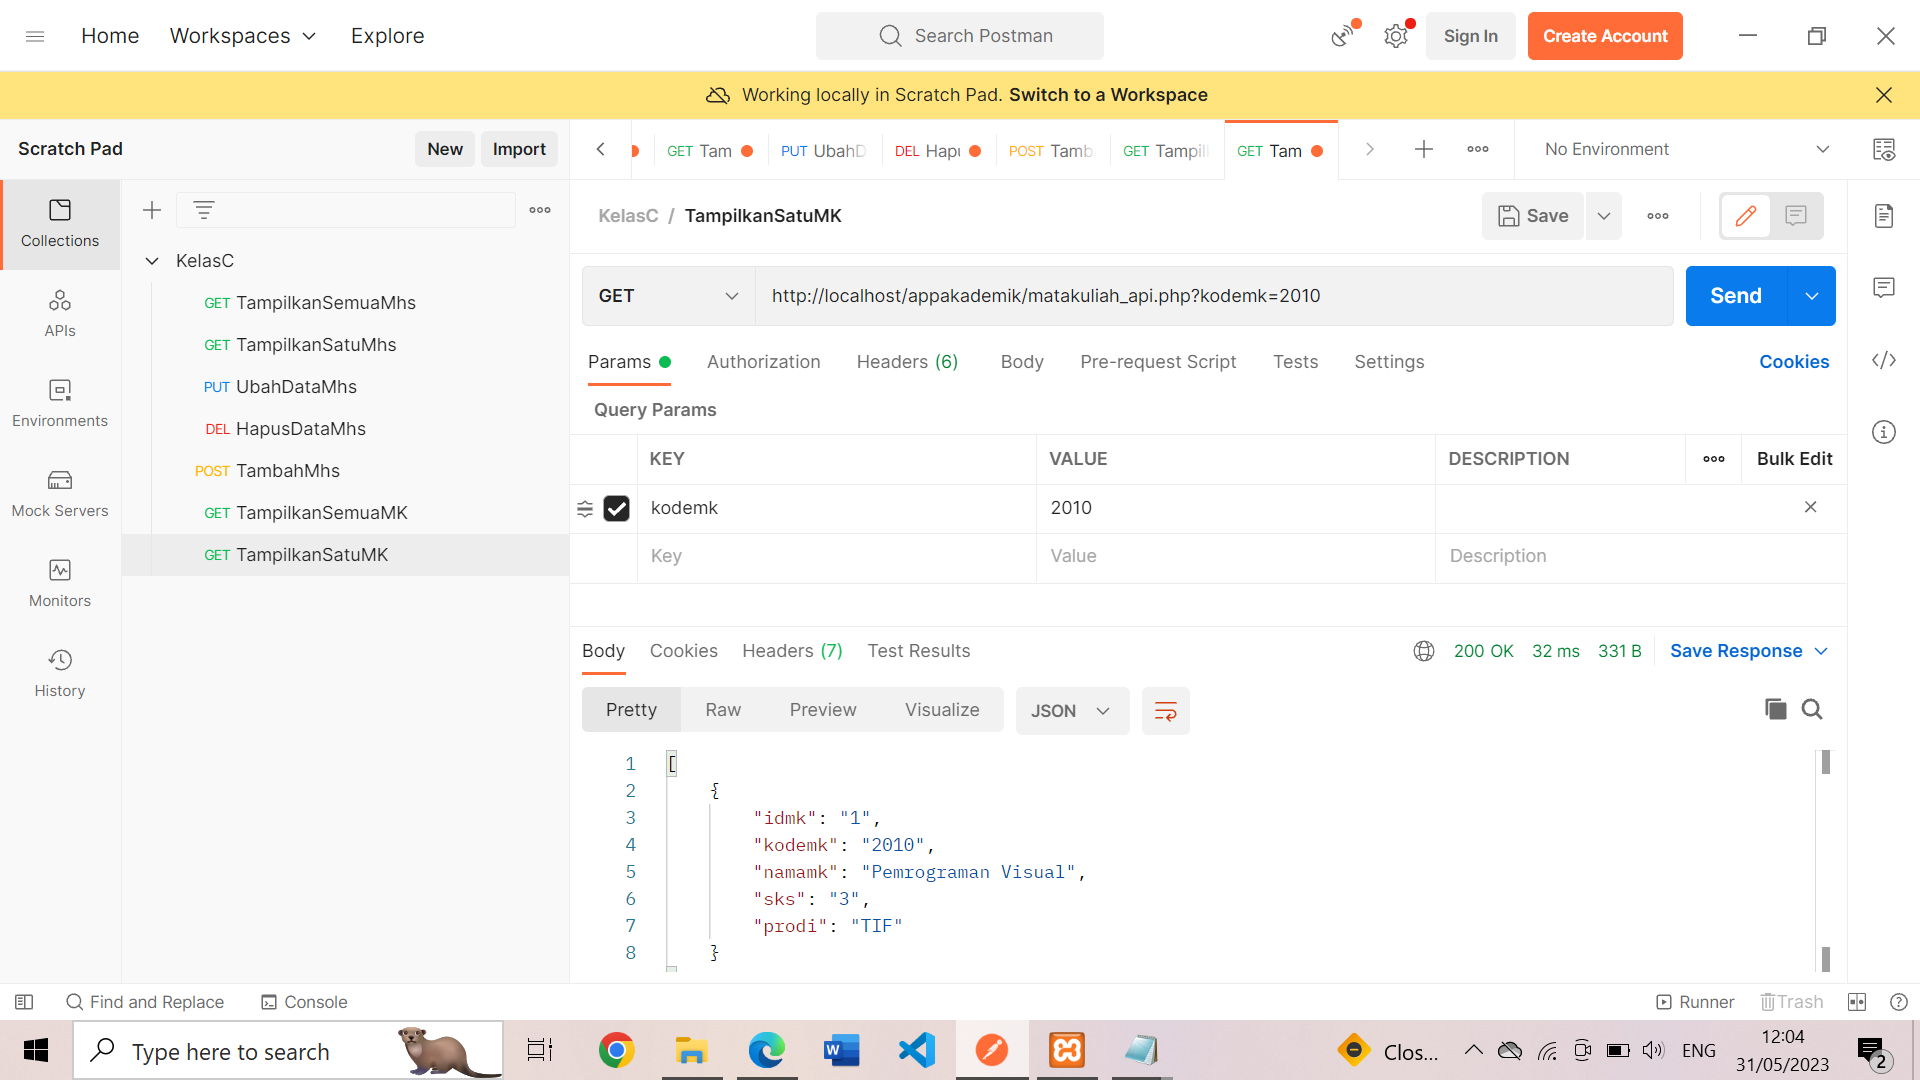 Home Workspaces Explore Search Postman Sign In Create Account
Working locally in Scratch Pad. Switch to a Workspace
Scratch Pad New Import GET Tam PUT UbahD DEL Hapu POST Tamb GET Tampil GET Tam No Environment
Collections
APIs
Environments
Mock Servers
Monitors
History
KelasC
GET TampilkanSemuaMhs
GET TampilkanSatuMhs
PUT UbahDataMhs
DEL HapusDataMhs
POST TambahMhs
GET TampilkanSemuaMK
GET TampilkanSatuMK
KelasC / TampilkanSatuMK Save
GET http://localhost/appakademik/matakuliah_api.php?kodemk=2010 Send
Params Authorization Headers (6) Body Pre-request Script Tests Settings Cookies
Query Params
KEY VALUE DESCRIPTION Bulk Edit
kodemk 2010
Key Value Description
Body Cookies Headers (7) Test Results 200 OK 32 ms 331 B Save Response
Pretty Raw Preview Visualize JSON
1 [
2 {
3 "idmk": "1",
4 "kodemk": "2010",
5 "namamk": "Pemrograman Visual",
6 "sks": "3",
7 "prodi": "TIF"
8 }
Find and Replace Console Runner Trash
Type here to search Clos... ENG 12:04
31/05/2023 2